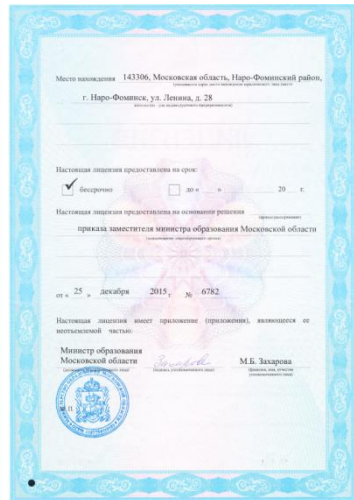 Место нахождения 143306, Московская область, Наро-Фоминский район,
г. Наро-Фоминск, ул. Ленина, д. 28
Настоящая лицензия предоставлена на срок:
бессрочно до « » 20 г.
Настоящая лицензия предоставлена на основании решения
приказа заместителя министра образования Московской области
от « 25 » декабря 2015 г. № 6782
Настоящая лицензия имеет приложение (приложения), являющееся ее
неотъемлемой частью.
Министр образования
Московской области
М.Б. Захарова
М.П.